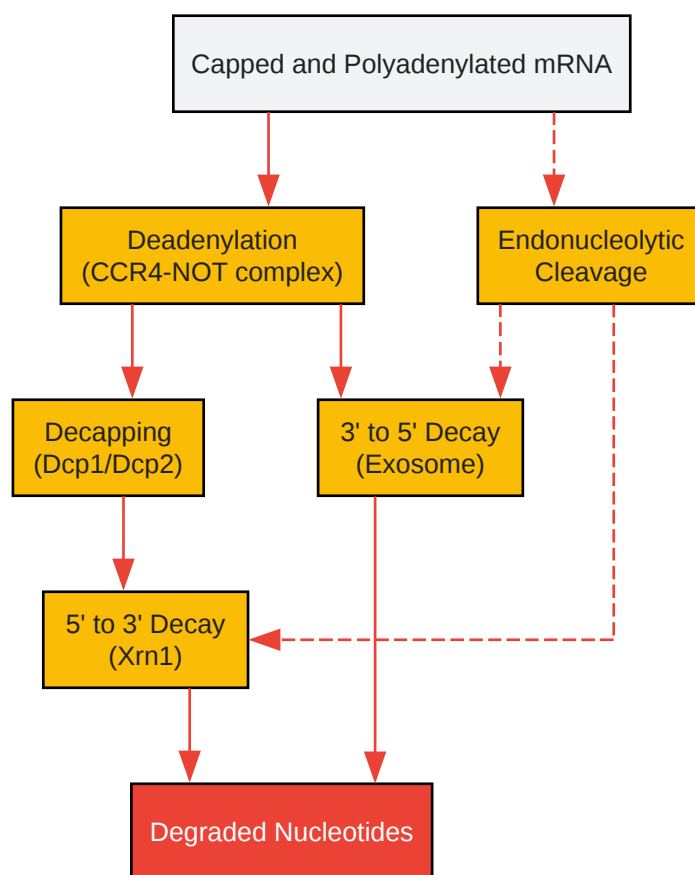 Capped and Polyadenylated mRNA
Deadenylation
(CCR4-NOT complex)
Endonucleolytic
Cleavage
Decapping
(Dcp1/Dcp2)
3' to 5' Decay
(Exosome)
5' to 3' Decay
(Xrn1)
Degraded Nucleotides